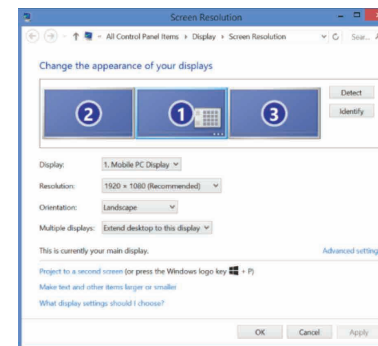 Screen Resolution
« All Control Panel Items › Display › Screen Resolution
Sear...
Change the appearance of your displays
2
1
3
Detect
Identify
Display: 1. Mobile PC Display
Resolution: 1920 × 1080 (Recommended)
Orientation: Landscape
Multiple displays: Extend desktop to this display
This is currently your main display.
Advanced setting
Project to a second screen (or press the Windows logo key + P)
Make text and other items larger or smaller
What display settings should I choose?
OK Cancel Apply